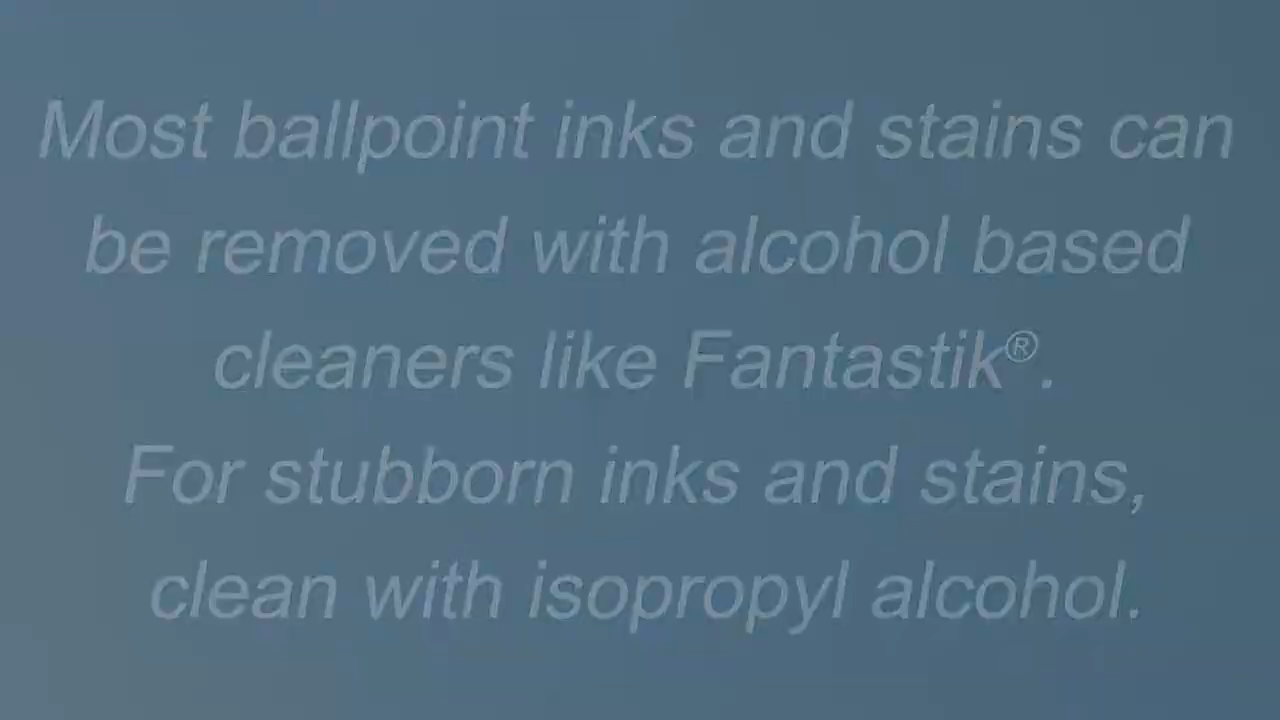 Most ballpoint inks and stains can
be removed with alcohol based
cleaners like Fantastik®.
For stubborn inks and stains,
clean with isopropyl alcohol.